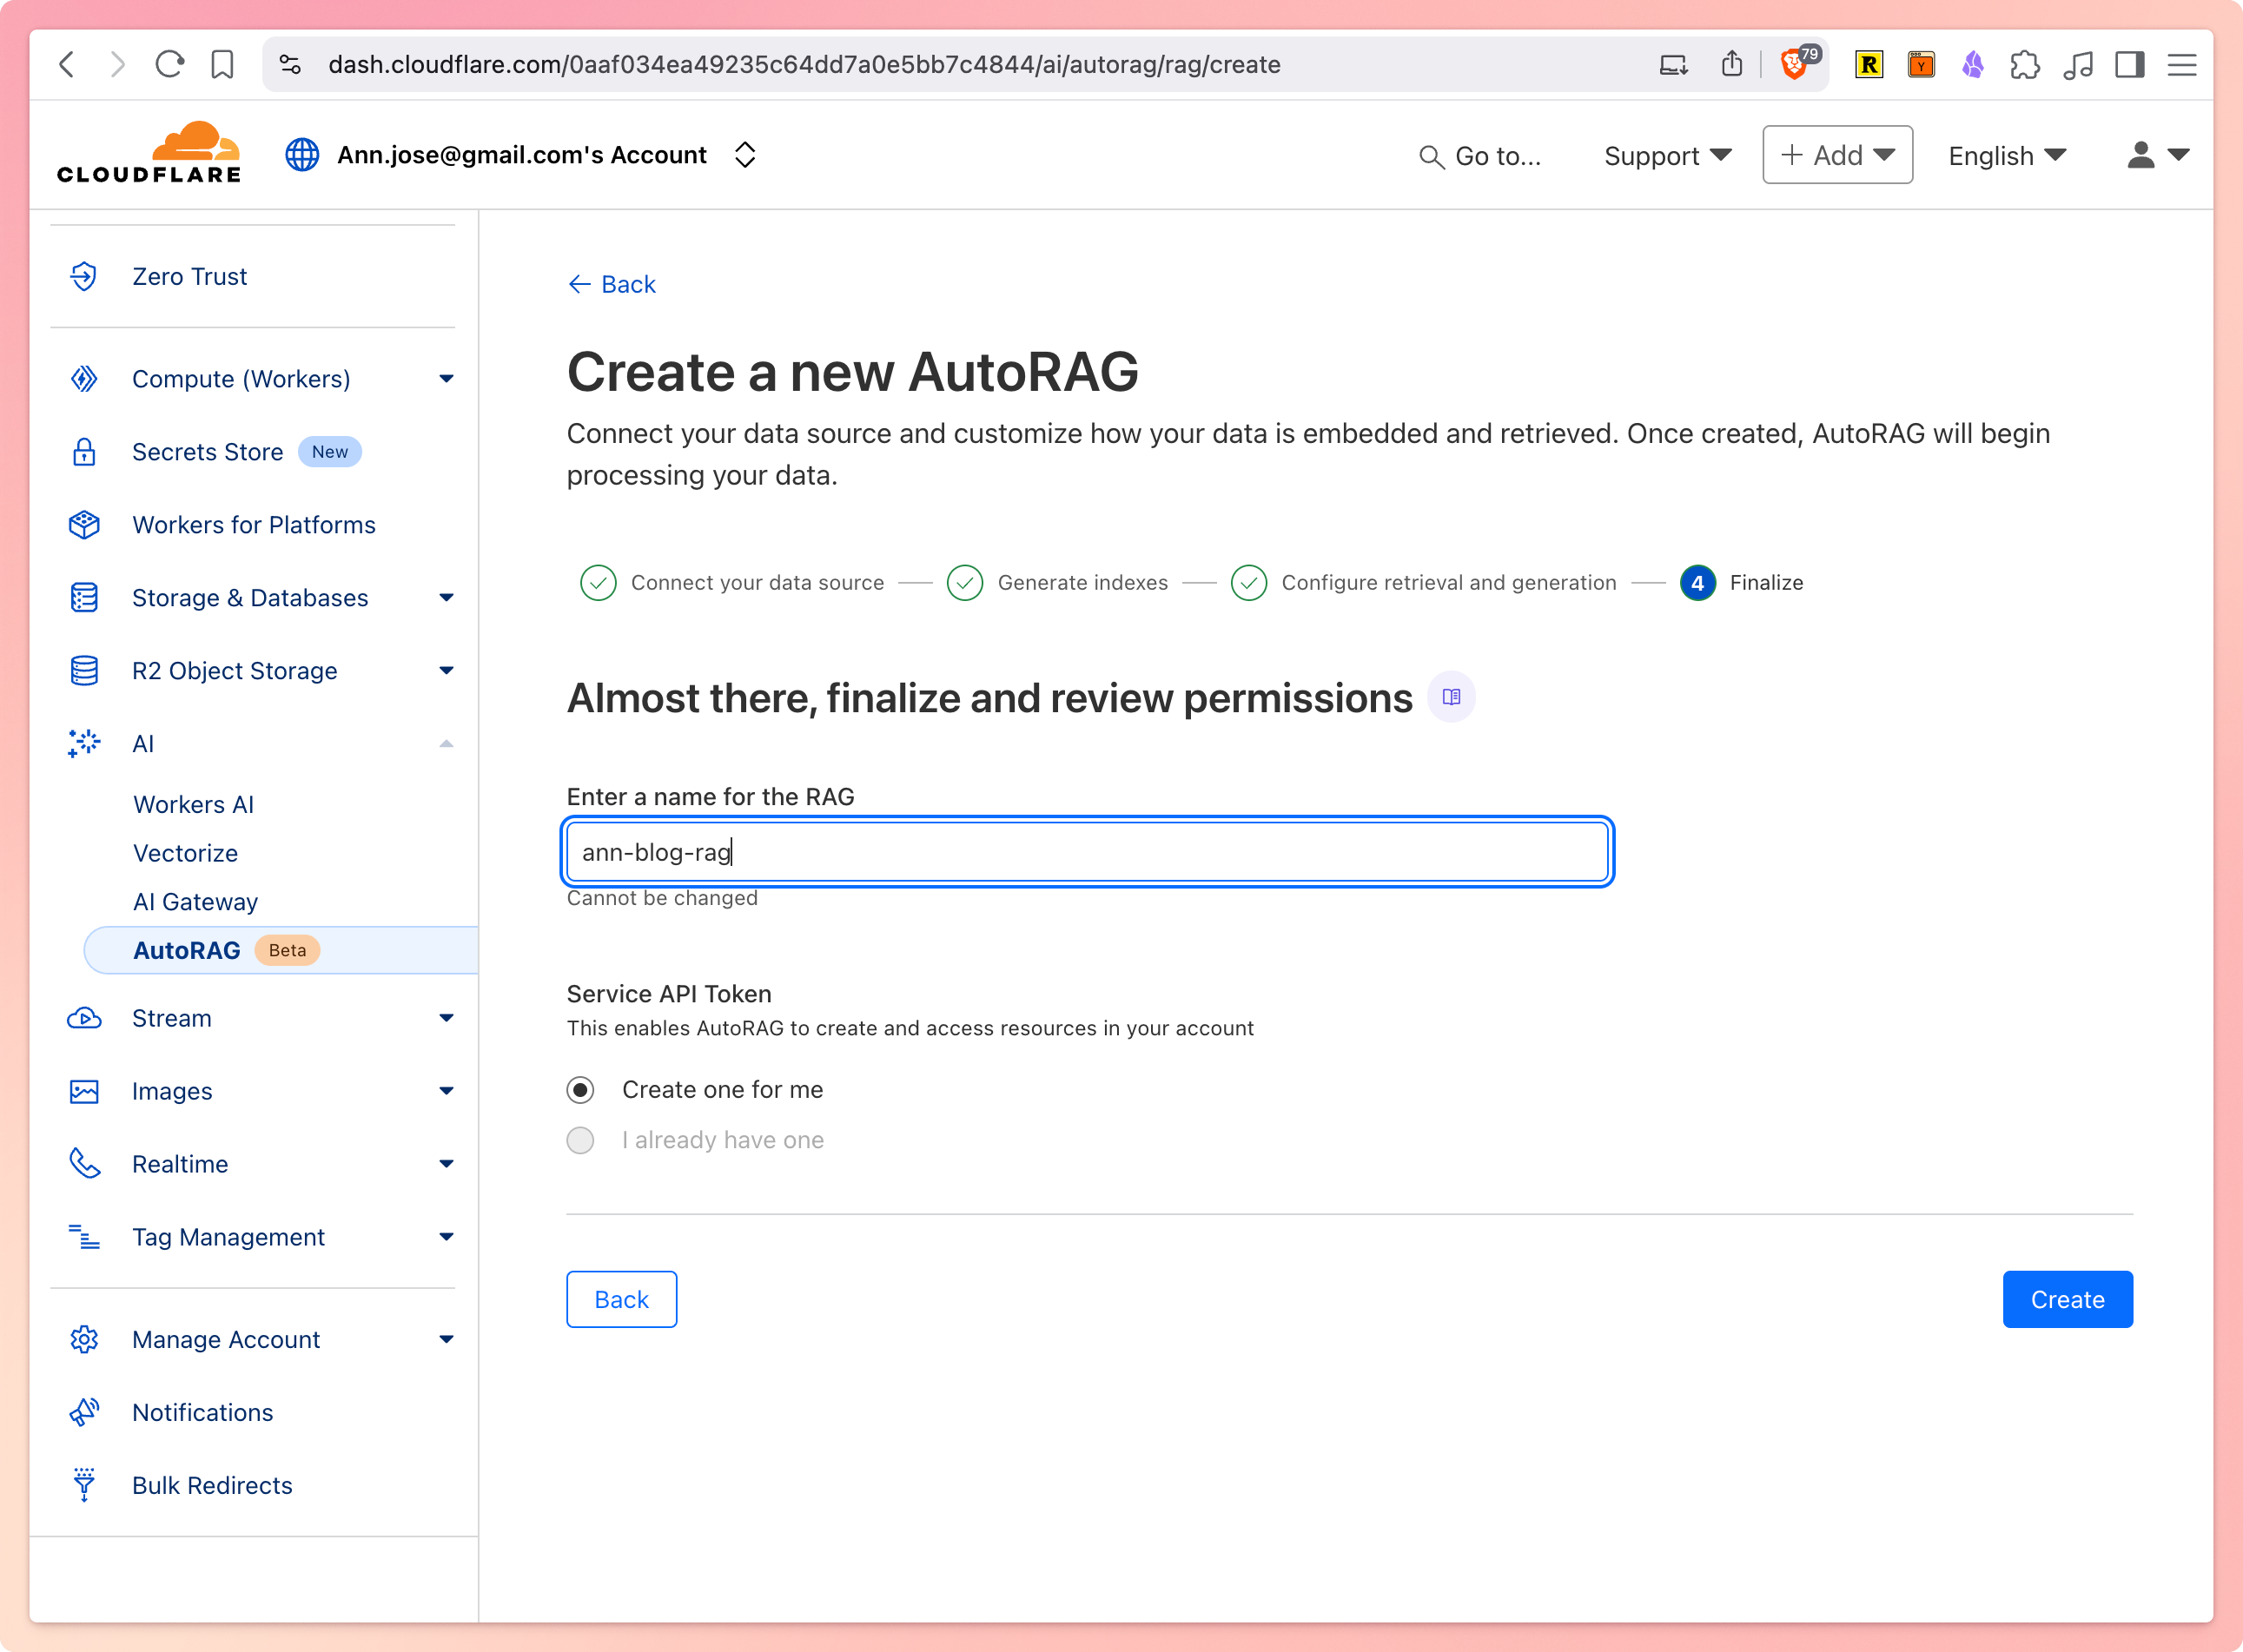 dash.cloudflare.com/0aaf034ea49235c64dd7a0e5bb7c4844/ai/autorag/rag/create
79
R
Y
CLOUDFLARE
Ann.jose@gmail.com's Account
Go to...
Support
+ Add
English
Zero Trust
Compute (Workers)
Secrets Store New
Workers for Platforms
Storage & Databases
R2 Object Storage
AI
Workers AI
Vectorize
AI Gateway
AutoRAG Beta
Stream
Images
Realtime
Tag Management
Manage Account
Notifications
Bulk Redirects
← Back
Create a new AutoRAG
Connect your data source and customize how your data is embedded and retrieved. Once created, AutoRAG will begin
processing your data.
Connect your data source
Generate indexes
Configure retrieval and generation
4 Finalize
Almost there, finalize and review permissions
Enter a name for the RAG
ann-blog-rag
Cannot be changed
Service API Token
This enables AutoRAG to create and access resources in your account
Create one for me
I already have one
Back
Create